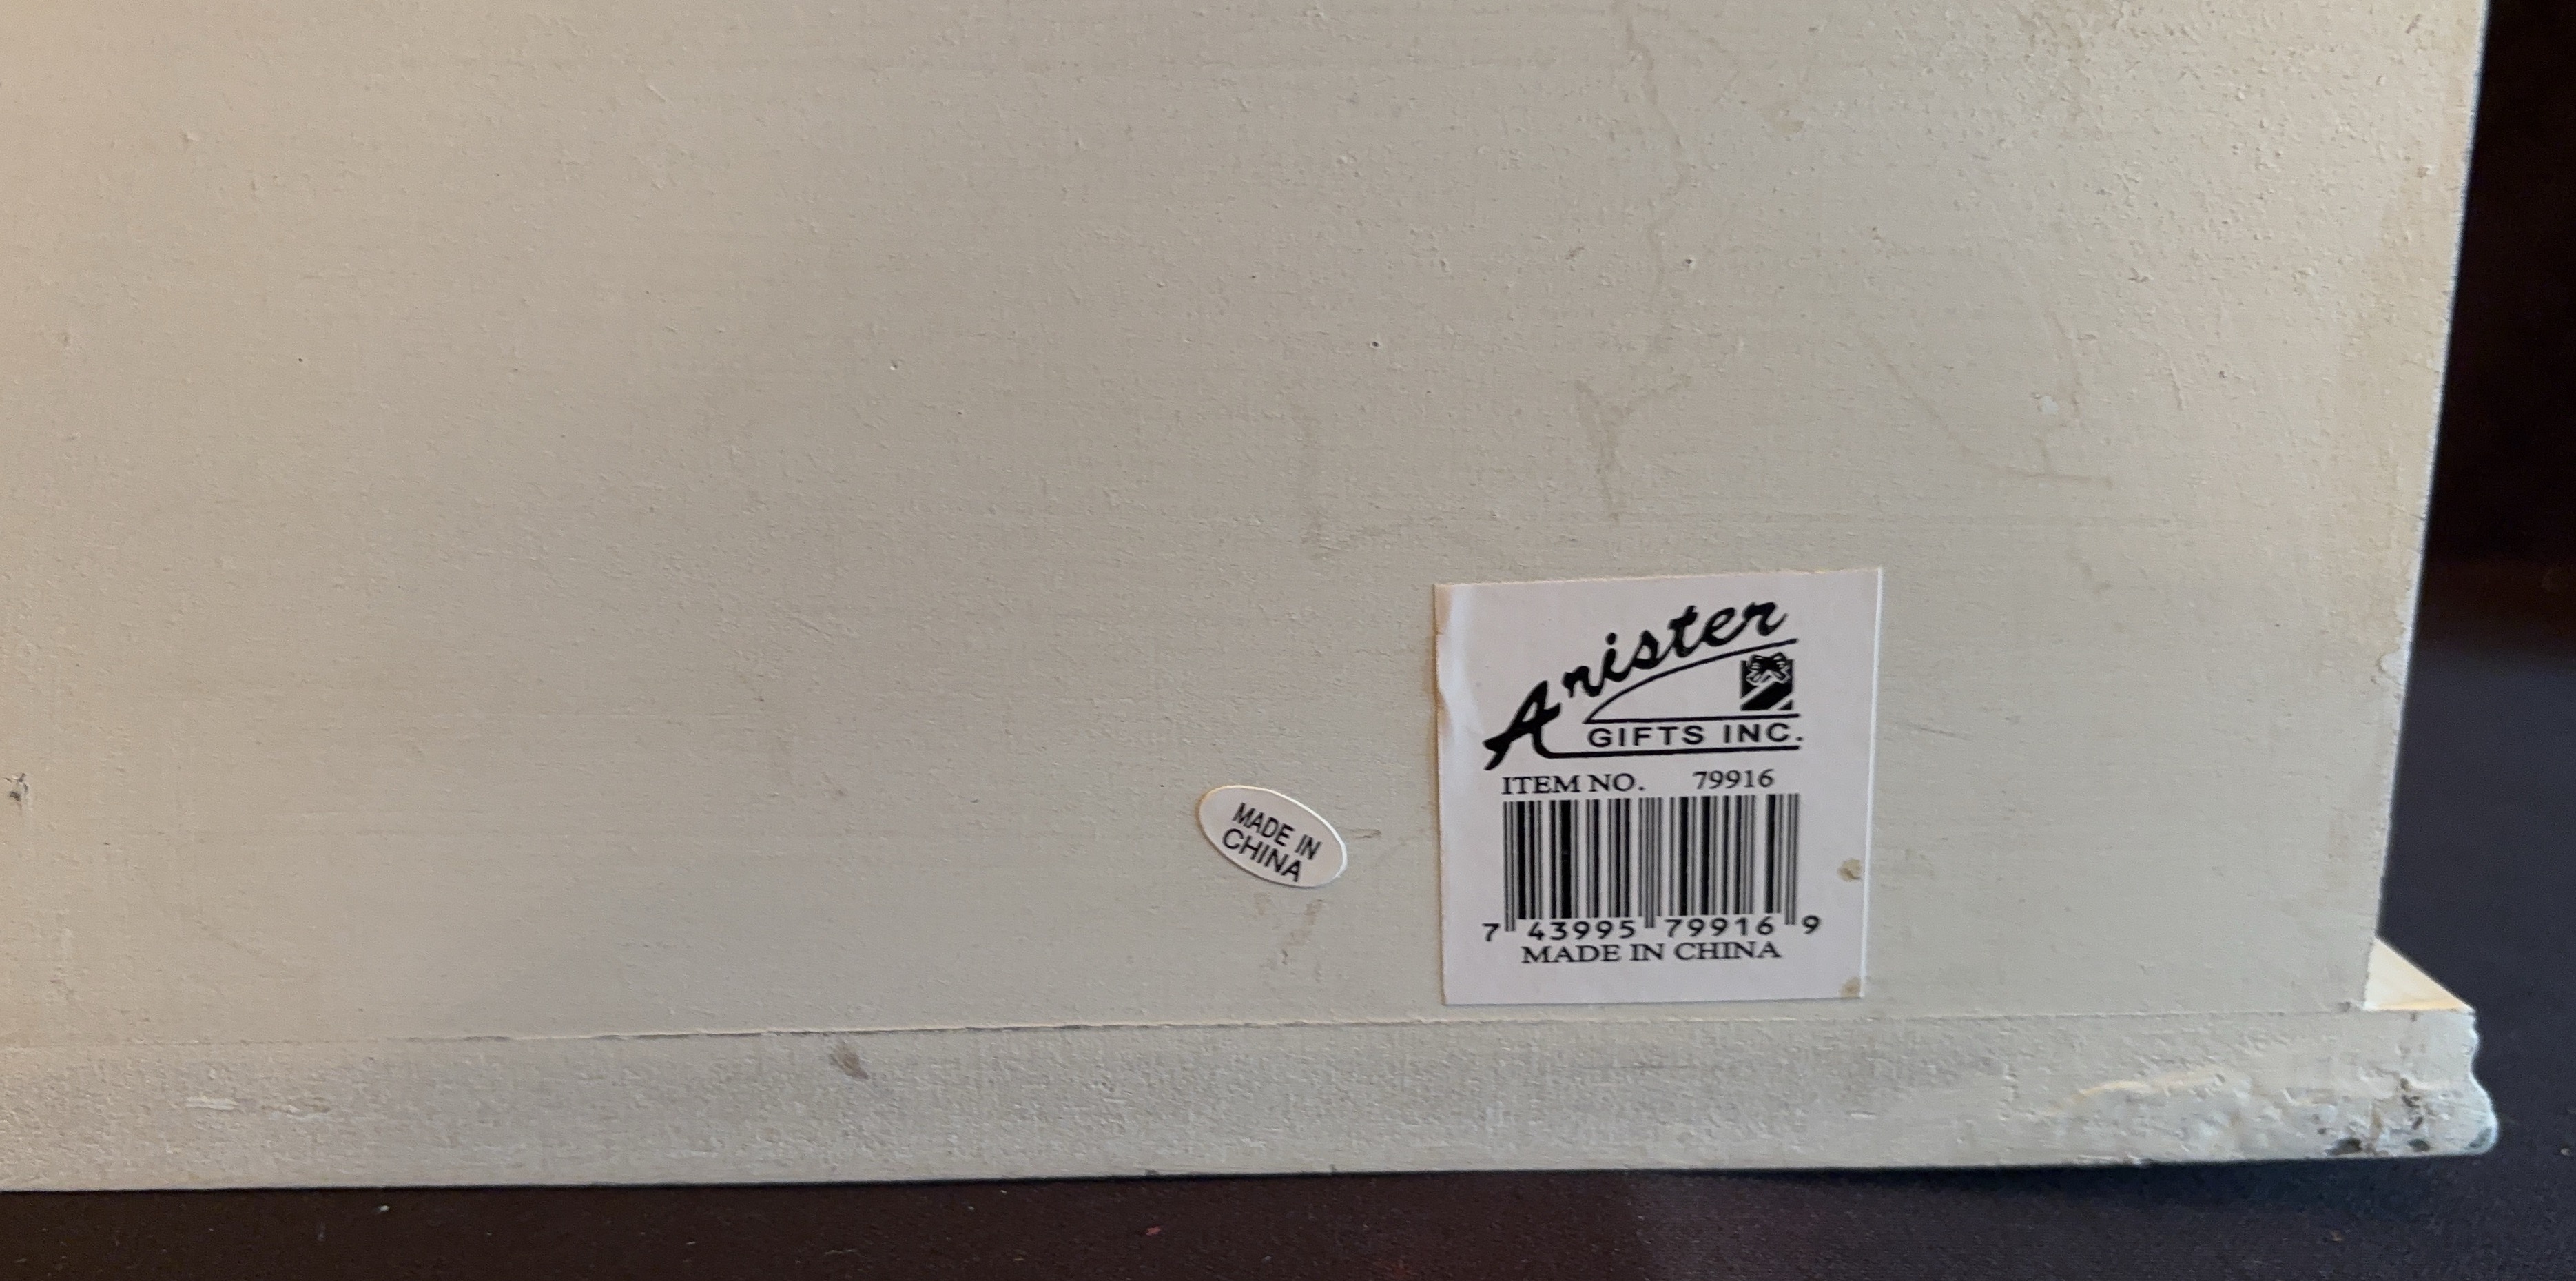 Anister
GIFTS INC.
ITEM NO. 79916
7 43995 79916 9
MADE IN CHINA
MADE IN
CHINA